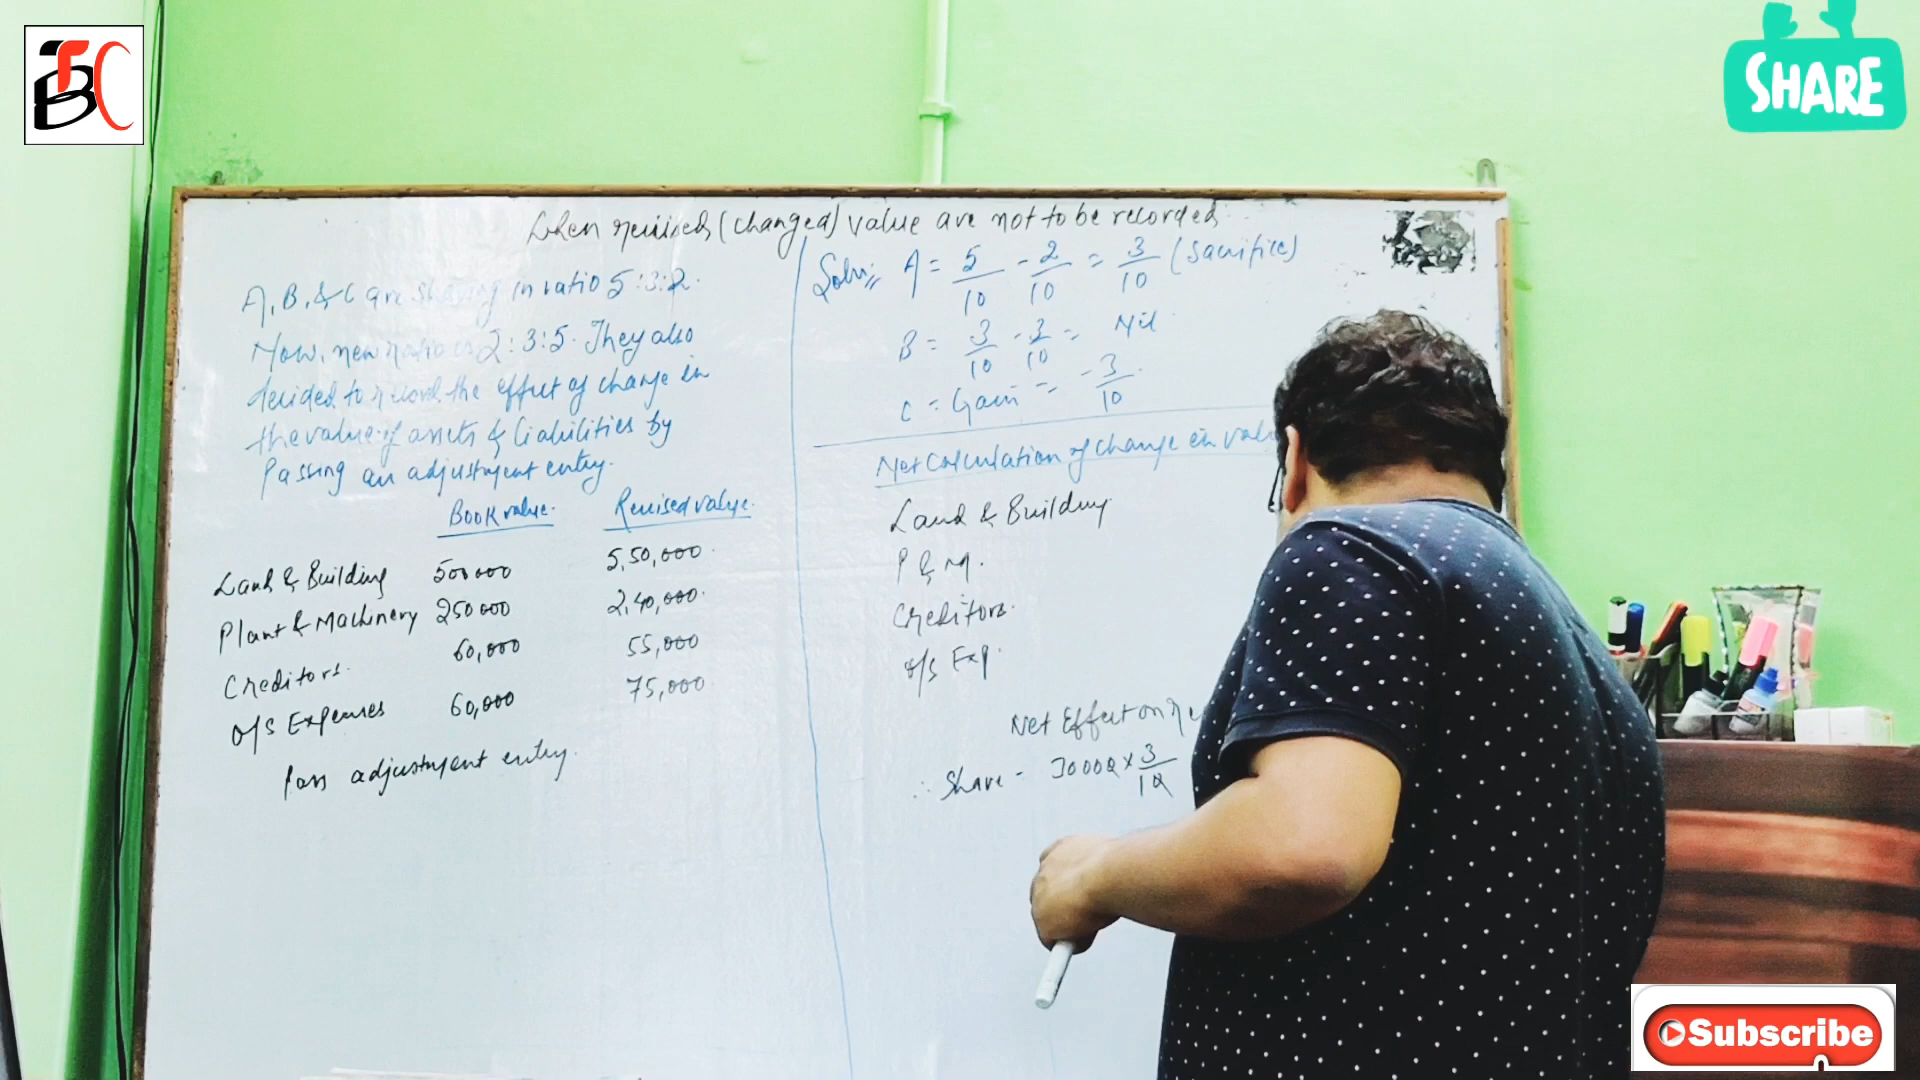 TBC
SHARE
When revised (changed) value are not to be recorded
A, B, & C are sharing in ratio 5:3:2.
Now, new ratio is 2:3:5. They also
decided to record the effect of change in
the value of assets & liabilities by
passing an adjustment entry.
Book value. Revised value.
Land & Building 500000 5,50,000.
Plant & Machinery 250000 2,40,000.
Creditors. 60,000 55,000
O/S Expenses 60,000 75,000
Pass adjustment entry.
Soln:, A = 5/10 - 2/10 = 3/10 (Sacrifice)
B = 3/10 - 3/10 = Nil
C = Gain = -3/10
Net Calculation of change in valu
Land & Building
P & M.
Creditors.
O/S Exp.
Net Effect on
∴ Share - 30000 × 3/10
Subscribe